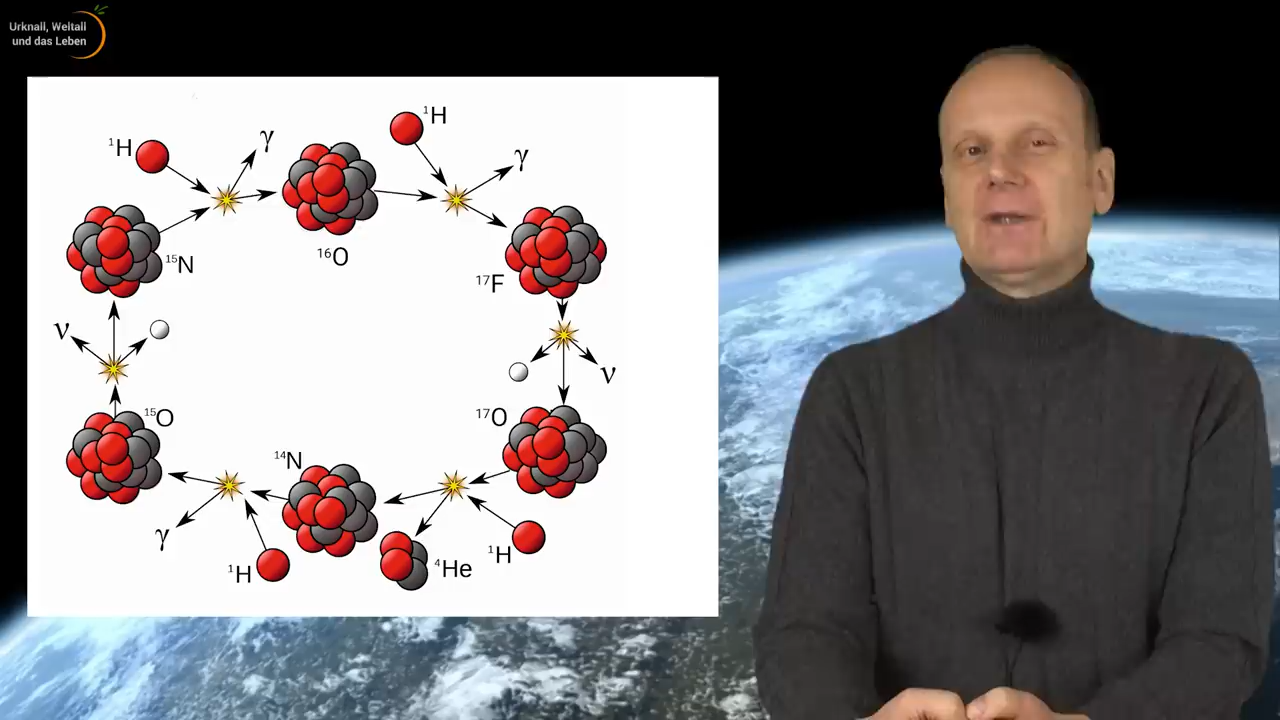 Urknall, Weltall
und das Leben
¹H
γ
¹⁶O
¹H
γ
¹⁵N
¹⁷F
ν
ν
¹⁵O
¹⁷O
¹⁴N
γ
¹H
⁴He
¹H